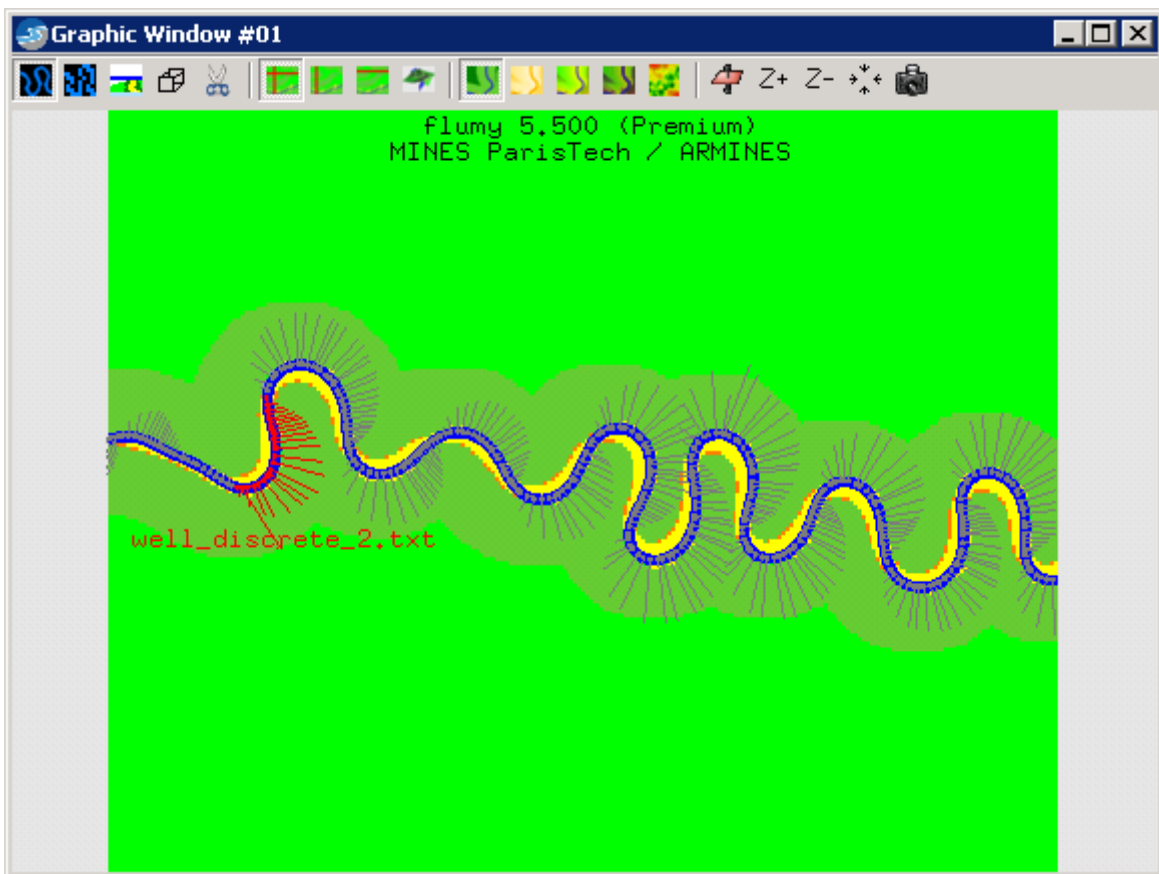 Graphic Window #01
Z+ Z-
flumy 5.500 (Premium)
MINES ParisTech / ARMINES
well_discrete_2.txt